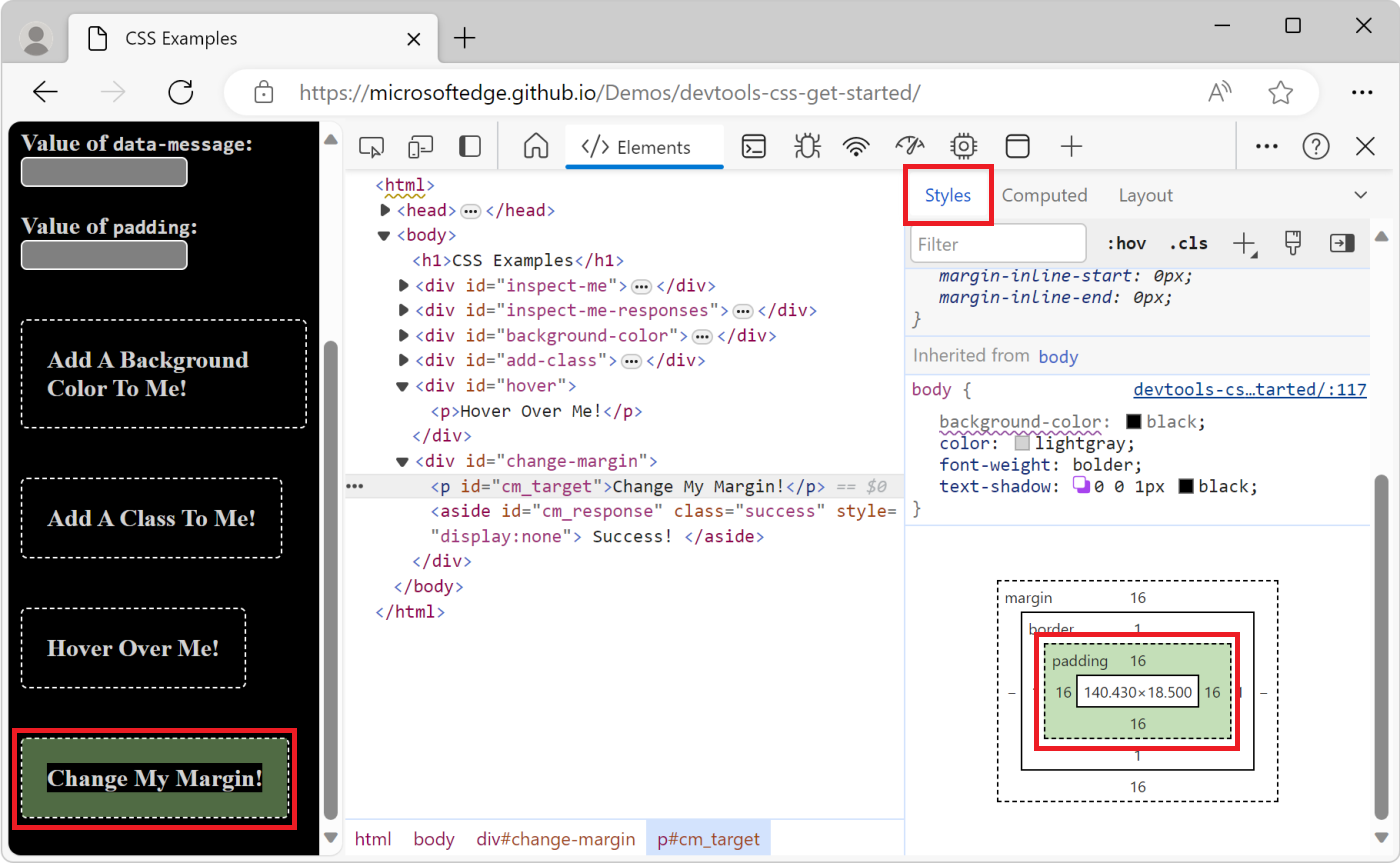 CSS Examples
https://microsoftedge.github.io/Demos/devtools-css-get-started/
Value of data-message:
Value of padding:
Add A Background
Color To Me!
Add A Class To Me!
Hover Over Me!
Change My Margin!
</> Elements
<html>
<head> ••• </head>
<body>
<h1>CSS Examples</h1>
<div id="inspect-me"> ••• </div>
<div id="inspect-me-responses"> ••• </div>
<div id="background-color"> ••• </div>
<div id="add-class"> ••• </div>
<div id="hover">
<p>Hover Over Me!</p>
</div>
<div id="change-margin">
••• <p id="cm_target">Change My Margin!</p> == $0
<aside id="cm_response" class="success" style=
"display:none"> Success! </aside>
</div>
</body>
</html>
html body div#change-margin p#cm_target
Styles Computed Layout
Filter :hov .cls
margin-inline-start: 0px;
margin-inline-end: 0px;
}
Inherited from body
body { devtools-cs…tarted/:117
background-color: black;
color: lightgray;
font-weight: bolder;
text-shadow: 0 0 1px black;
}
margin 16
border 1
padding 16
– 16 140.430×18.500 16 –
16
1
16